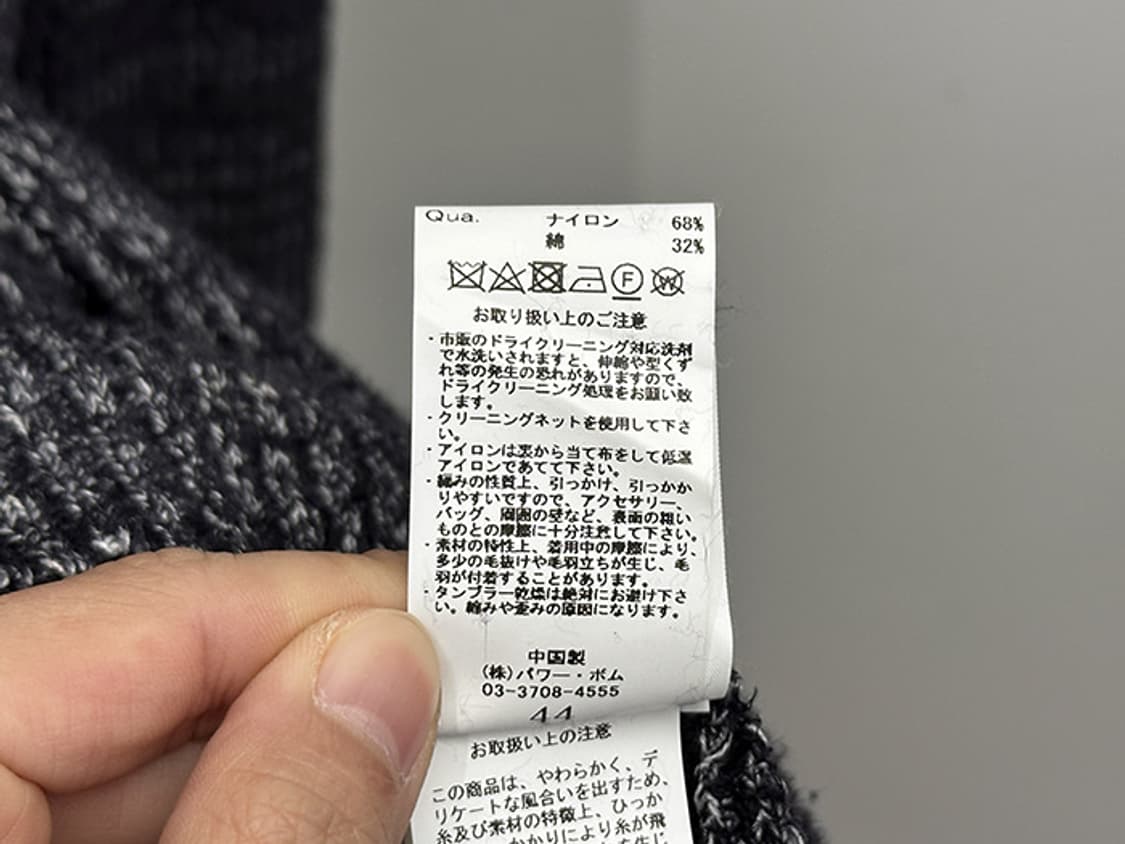 Qua. ナイロン 68%
綿 32%
F W
お取り扱い上のご注意
・市販のドライクリーニング対応洗剤
で水洗いされますと、伸縮や型くず
れ等の発生の恐れがありますので、
ドライクリーニング処理をお願い致
します。
・クリーニングネットを使用して下さ
い。
・アイロンは裏から当て布をして低温
アイロンであてて下さい。
・編みの性質上、引っかけ、引っかか
りやすいですので、アクセサリー、
バッグ、周囲の壁など、表面の粗い
ものとの摩擦に十分注意して下さい。
・素材の特性上、着用中の摩擦により、
多少の毛抜けや毛羽立ちが生じ、毛
羽が付着することがあります。
・タンブラー乾燥は絶対にお避け下さ
い。縮みや歪みの原因になります。
中国製
(株)パワー・ボム
03-3708-4555
44
お取扱い上の注意
この商品は、やわらかく、デ
リケートな風合いを出すため、
糸及び素材の特徴上、ひっか
かかりにより糸が飛